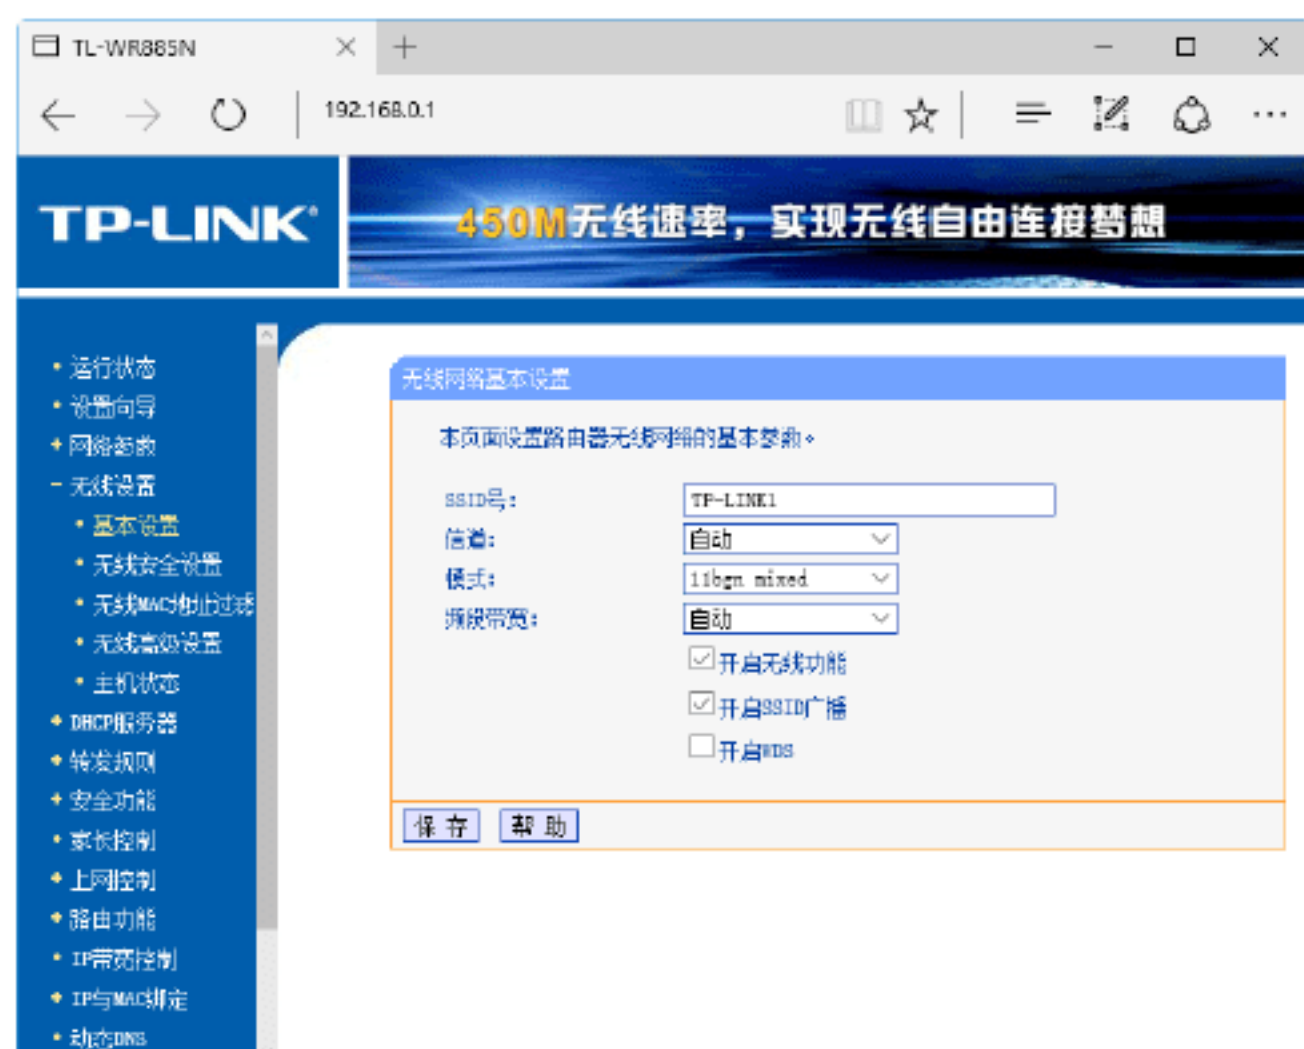 TL-WR885N
192.168.0.1
TP-LINK
450M无线速率，实现无线自由连接梦想
运行状态
设置向导
网络参数
无线设置
基本设置
无线安全设置
无线MAC地址过滤
无线高级设置
主机状态
DHCP服务器
转发规则
安全功能
家长控制
上网控制
路由功能
IP带宽控制
IP与MAC绑定
动态DNS
无线网络基本设置
本页面设置路由器无线网络的基本参数。
SSID号： TP-LINK1
信道： 自动
模式： 11bgn mixed
频段带宽： 自动
开启无线功能
开启SSID广播
开启WDS
保 存 帮 助